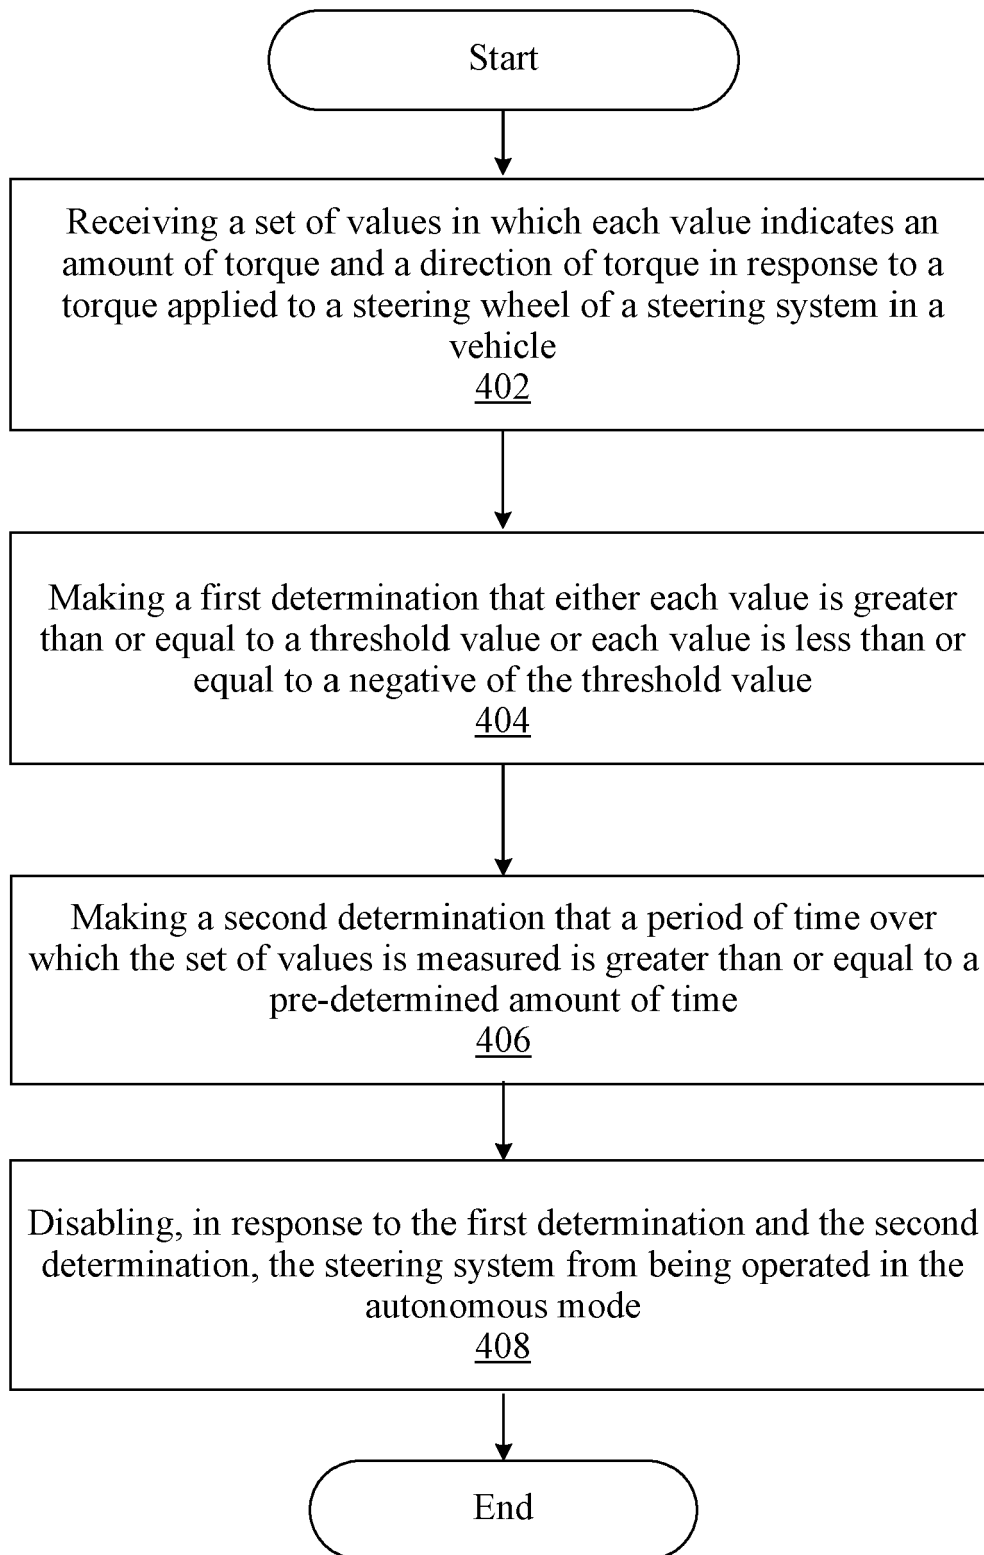 Start
Receiving a set of values in which each value indicates an
amount of torque and a direction of torque in response to a
torque applied to a steering wheel of a steering system in a
vehicle
402
Making a first determination that either each value is greater
than or equal to a threshold value or each value is less than or
equal to a negative of the threshold value
404
Making a second determination that a period of time over
which the set of values is measured is greater than or equal to a
pre-determined amount of time
406
Disabling, in response to the first determination and the second
determination, the steering system from being operated in the
autonomous mode
408
End